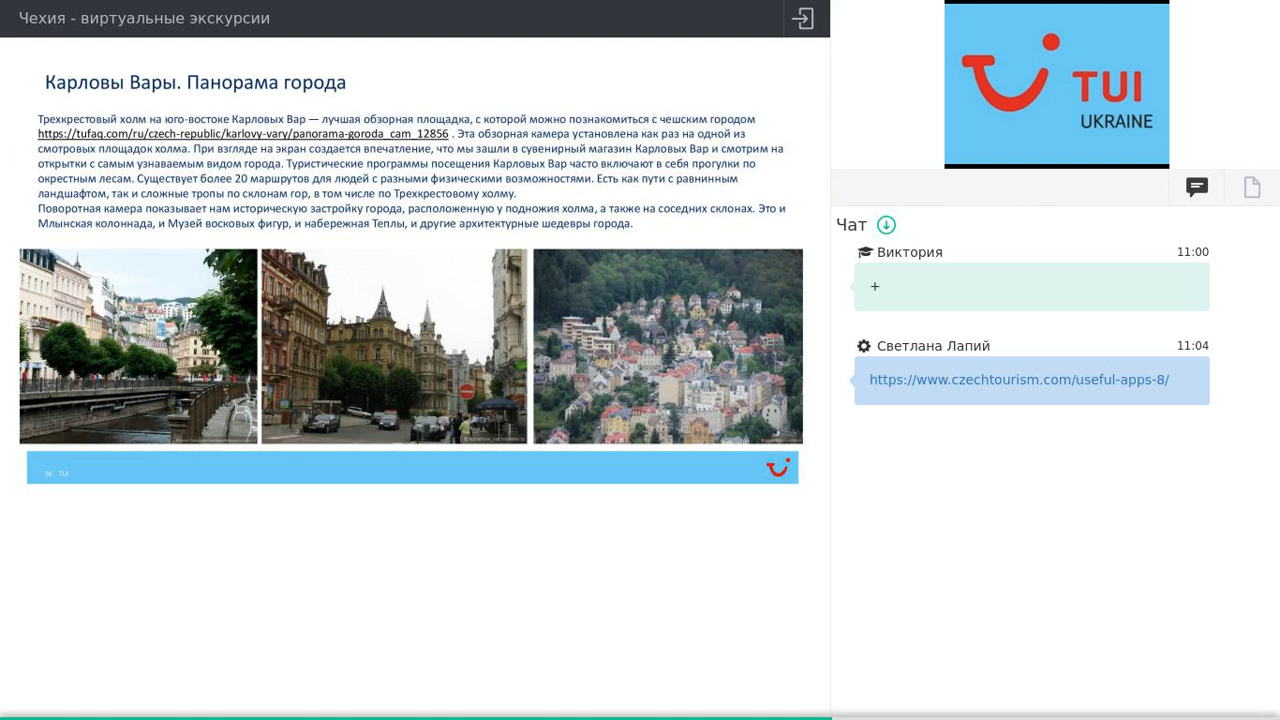 Чехия - виртуальные экскурсии
Карловы Вары. Панорама города
Трехкрестовый холм на юго-востоке Карловых Вар — лучшая обзорная площадка, с которой можно познакомиться с чешским городом
https://tufaq.com/ru/czech-republic/karlovy-vary/panorama-goroda_cam_12856 . Эта обзорная камера установлена как раз на одной из
смотровых площадок холма. При взгляде на экран создается впечатление, что мы зашли в сувенирный магазин Карловых Вар и смотрим на
открытки с самым узнаваемым видом города. Туристические программы посещения Карловых Вар часто включают в себя прогулки по
окрестным лесам. Существует более 20 маршрутов для людей с разными физическими возможностями. Есть как пути с равнинным
ландшафтом, так и сложные тропы по склонам гор, в том числе по Трехкрестовому холму.
Поворотная камера показывает нам историческую застройку города, расположенную у подножия холма, а также на соседних склонах. Это и
Млынская колоннада, и Музей восковых фигур, и набережная Теплы, и другие архитектурные шедевры города.
16 TUI
TUI
UKRAINE
Чат
Виктория 11:00
+
Светлана Лапий 11:04
https://www.czechtourism.com/useful-apps-8/